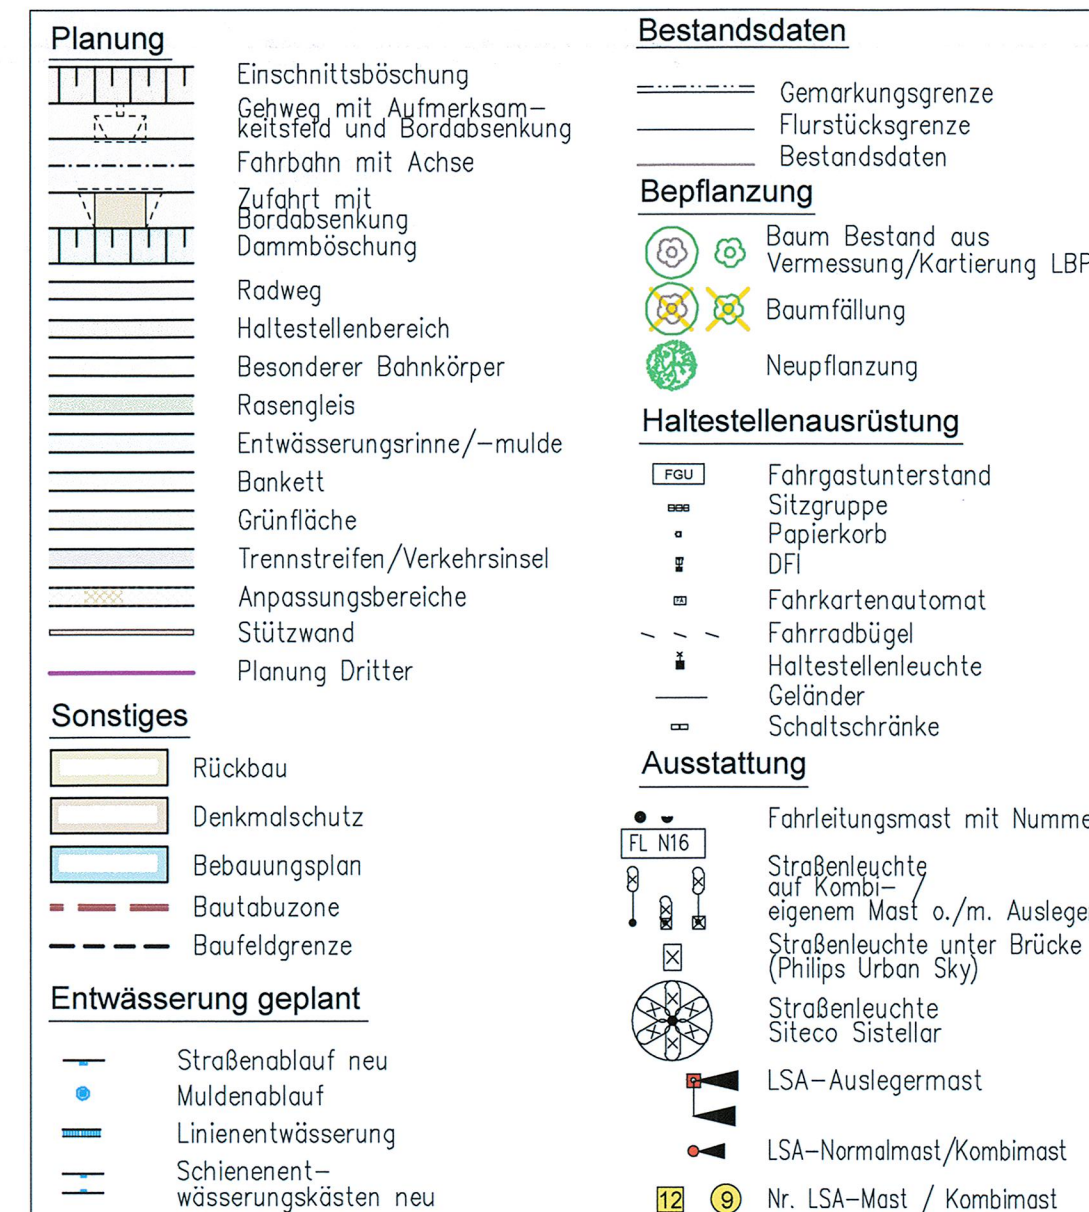 Planung
Einschnittsböschung
Gehweg mit Aufmerksam-
keitsfeld und Bordabsenkung
Fahrbahn mit Achse
Zufahrt mit
Bordabsenkung
Dammböschung
Radweg
Haltestellenbereich
Besonderer Bahnkörper
Rasengleis
Entwässerungsrinne/-mulde
Bankett
Grünfläche
Trennstreifen/Verkehrsinsel
Anpassungsbereiche
Stützwand
Planung Dritter
Sonstiges
Rückbau
Denkmalschutz
Bebauungsplan
Bautabuzone
Baufeldgrenze
Entwässerung geplant
Straßenablauf neu
Muldenablauf
Linienentwässerung
Schienenent-
wässerungskästen neu
Bestandsdaten
Gemarkungsgrenze
Flurstücksgrenze
Bestandsdaten
Bepflanzung
Baum Bestand aus
Vermessung/Kartierung LBP
Baumfällung
Neupflanzung
Haltestellenausrüstung
FGU Fahrgastunterstand
Sitzgruppe
Papierkorb
DFI
FA Fahrkartenautomat
Fahrradbügel
Haltestellenleuchte
Geländer
Schaltschränke
Ausstattung
Fahrleitungsmast mit Numme
FL N16
Straßenleuchte
auf Kombi- /
eigenem Mast o./m. Auslege
Straßenleuchte unter Brücke
(Philips Urban Sky)
Straßenleuchte
Siteco Sistellar
LSA-Auslegermast
LSA-Normalmast/Kombimast
12 9 Nr. LSA-Mast / Kombimast